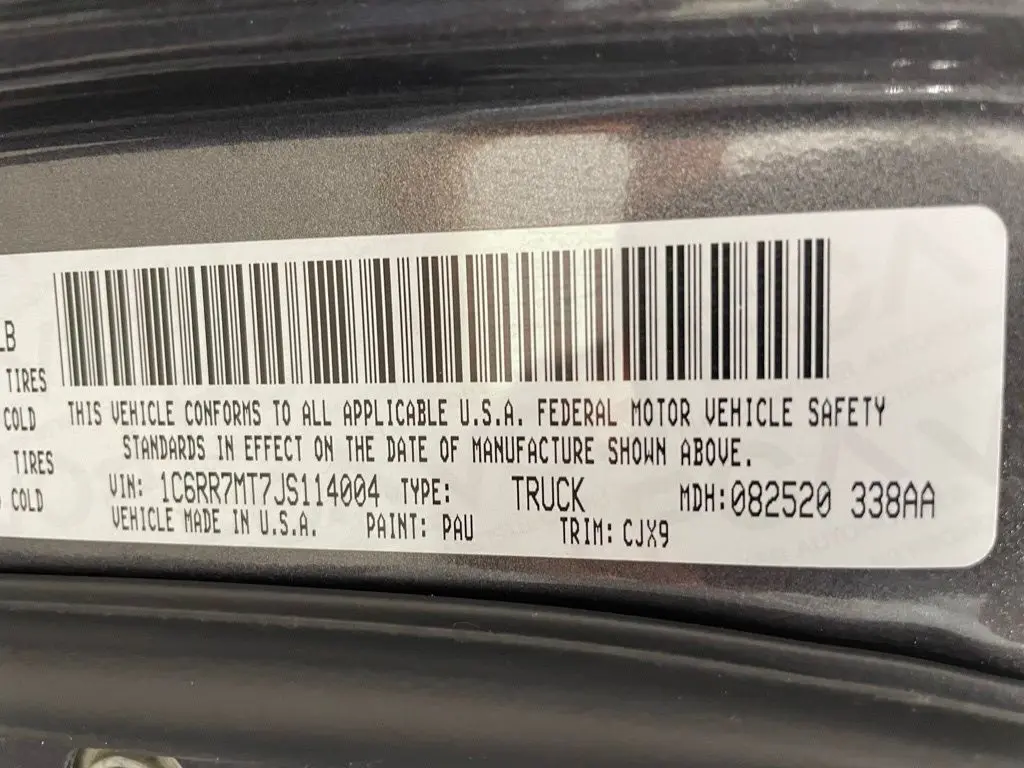 LB
TIRES
COLD
TIRES
COLD
THIS VEHICLE CONFORMS TO ALL APPLICABLE U.S.A. FEDERAL MOTOR VEHICLE SAFETY
STANDARDS IN EFFECT ON THE DATE OF MANUFACTURE SHOWN ABOVE.
VIN: 1C6RR7MT7JS114004 TYPE: TRUCK MDH: 082520 338AA
VEHICLE MADE IN U.S.A. PAINT: PAU TRIM: CJX9